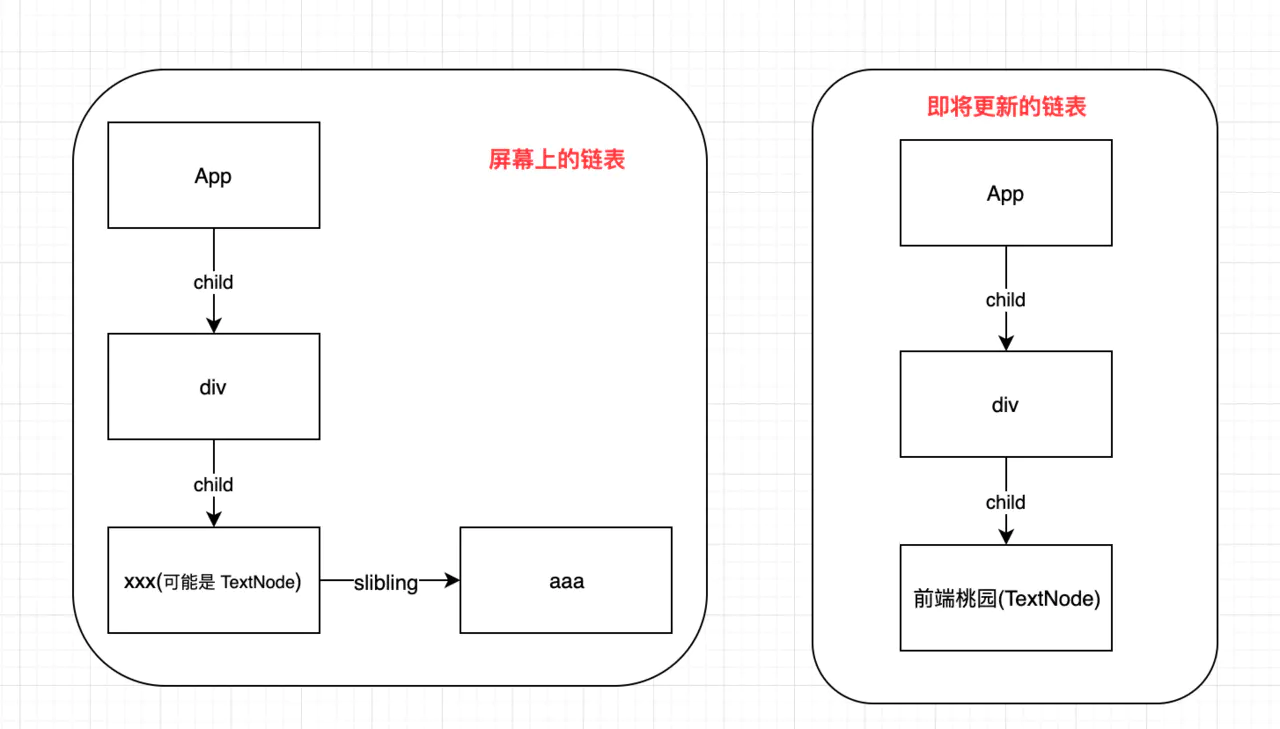 屏幕上的链表
App
child
div
child
xxx(可能是 TextNode)
slibling
aaa
即将更新的链表
App
child
div
child
前端桃园(TextNode)